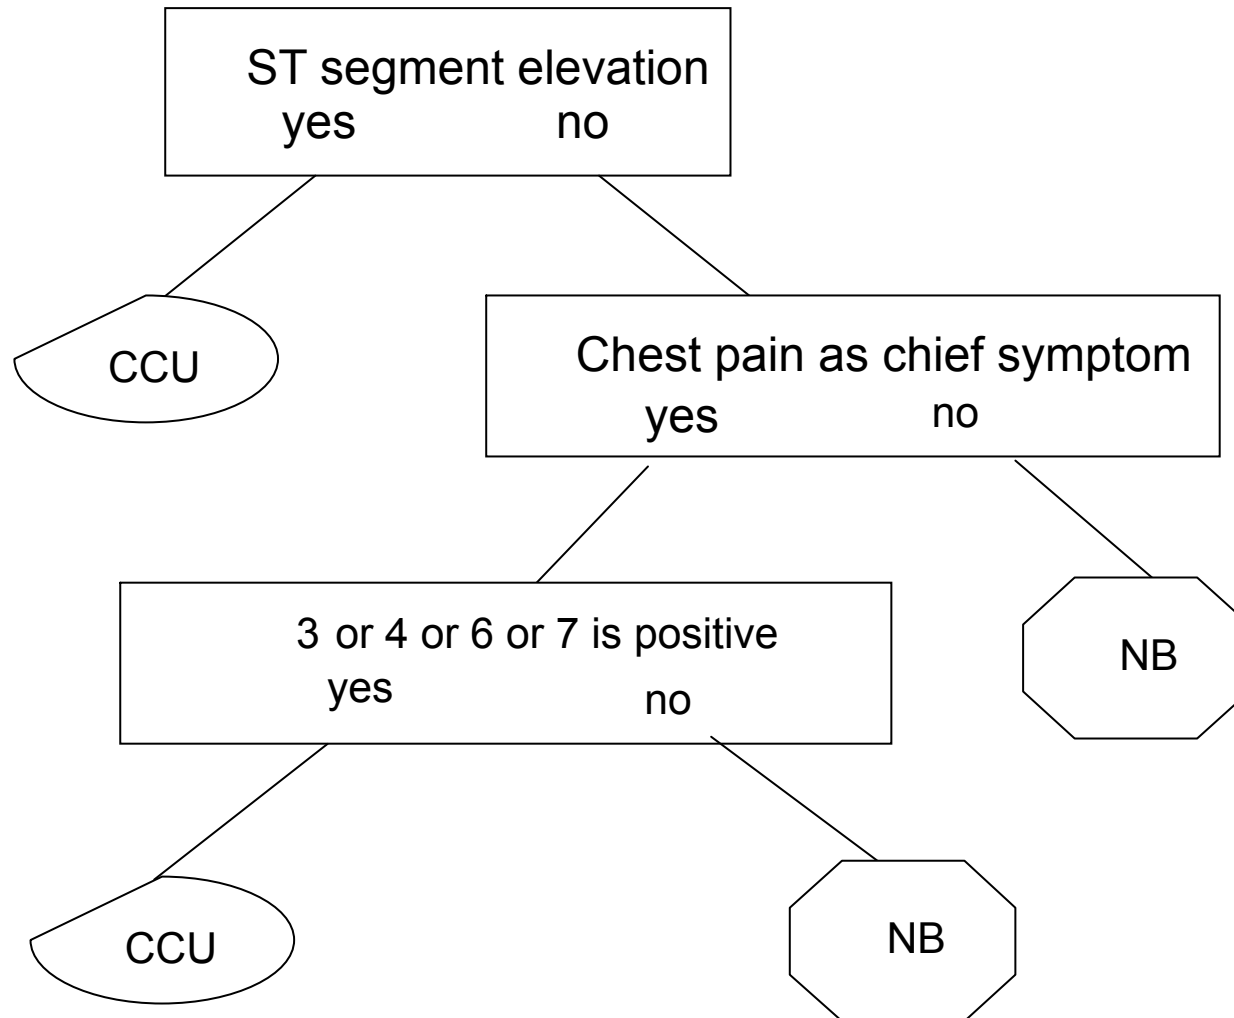 ST segment elevation
yes no
CCU
Chest pain as chief symptom
yes no
3 or 4 or 6 or 7 is positive
yes no
NB
CCU
NB